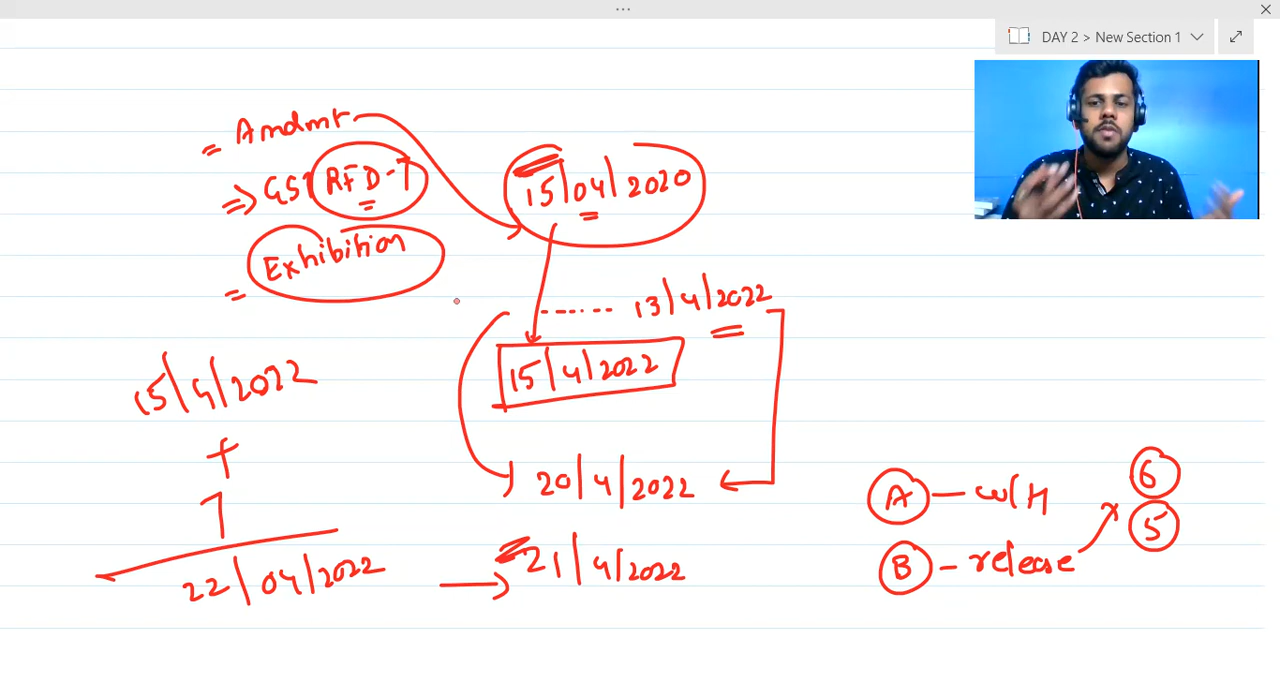 DAY 2 > New Section 1
= Amdmt
=> GST RFD-7
= Exhibition
15/04/2020
...... 13/4/2022
15/4/2022
15/4/2022
+
7
22/04/2022
20/4/2022
21/4/2022
A - W/H
B - release
6
5